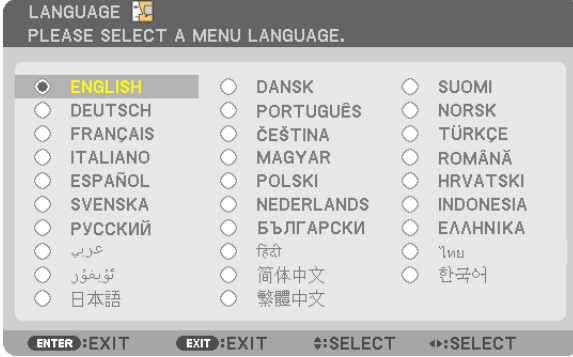 LANGUAGE
PLEASE SELECT A MENU LANGUAGE.
ENGLISH DANSK SUOMI
DEUTSCH PORTUGUÊS NORSK
FRANÇAIS ČEŠTINA TÜRKÇE
ITALIANO MAGYAR ROMÂNĂ
ESPAÑOL POLSKI HRVATSKI
SVENSKA NEDERLANDS INDONESIA
РУССКИЙ БЪЛГАРСКИ ΕΛΛΗΝΙΚΑ
عربي हिंदी ไทย
ئۇيغۇر 简体中文 한국어
日本語 繁體中文
ENTER :EXIT EXIT :EXIT :SELECT :SELECT